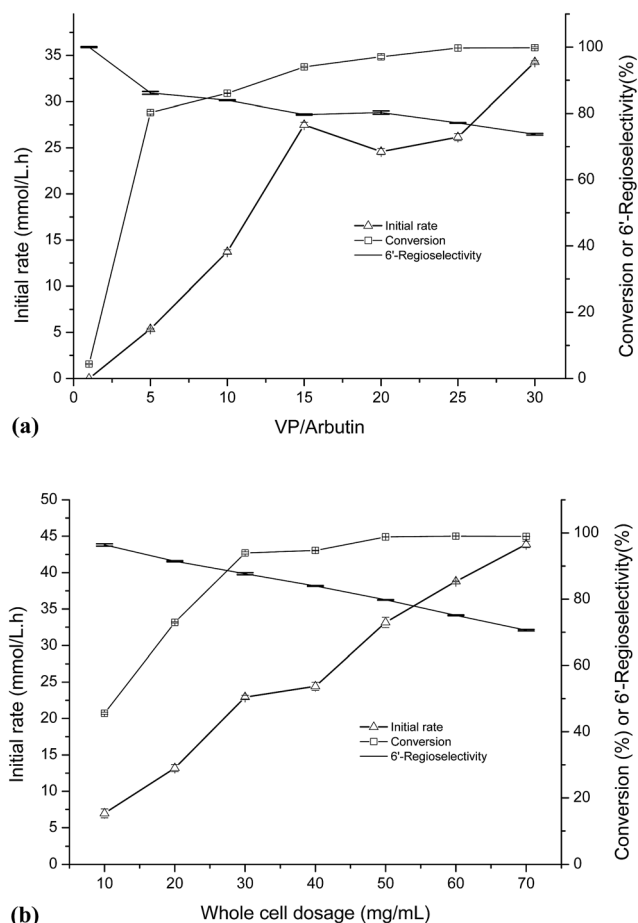 Initial rate (mmol/L.h)
35
30
25
20
15
10
5
0
100
80
60
40
20
0
Conversion or 6'-Regioselectivity(%)
Initial rate
Conversion
6'-Regioselectivity
0 5 10 15 20 25 30
VP/Arbutin
(a)
Initial rate (mmol/L.h)
50
45
40
35
30
25
20
15
10
5
0
100
80
60
40
20
0
Conversion (%) or 6'-Regioselectivity(%)
Initial rate
Conversion
6'-Regioselectivity
10 20 30 40 50 60 70
Whole cell dosage (mg/mL)
(b)